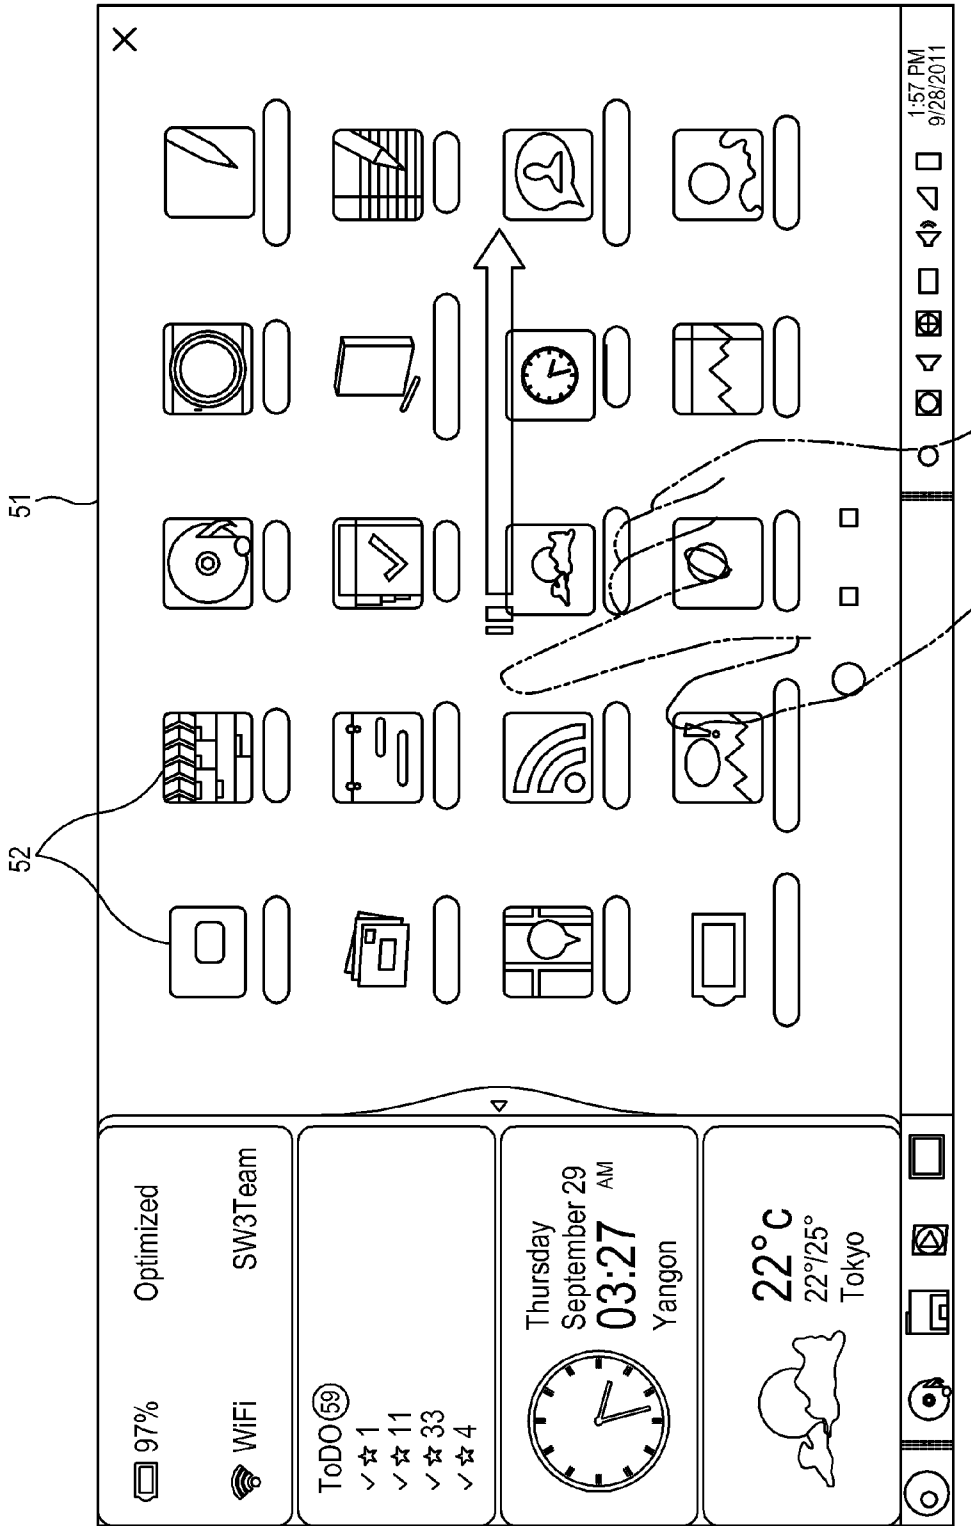 51
52
97%
Optimized
WiFi
SW3Team
ToDO 59
1
11
33
4
Thursday
September 29
03:27 AM
Yangon
22°c
22°/25°
Tokyo
1:57 PM
9/28/2011